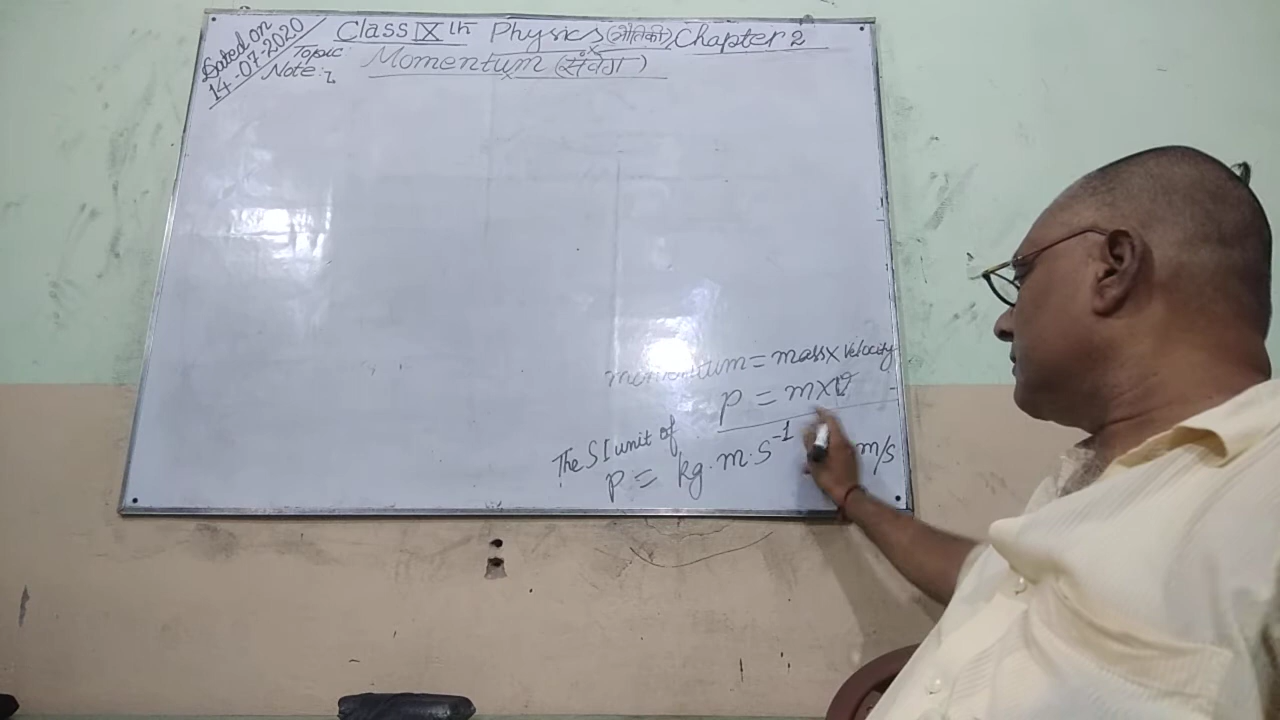 Dated on
14-07-2020
Class IX th Physics (भौतिकी), Chapter 2
Topic: Momentum (संवेग)
Note:
momentum = mass x velocity
p = m x v
The SI unit of
p = kg. m. s-1
m/s